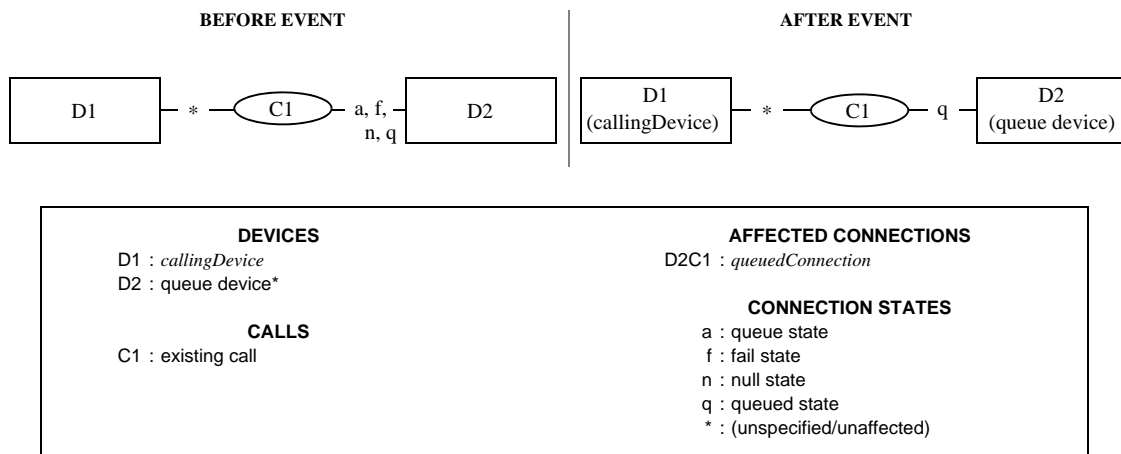 BEFORE EVENT
AFTER EVENT
D1
*
C1
a, f,
n, q
D2
D1
(callingDevice)
*
C1
q
D2
(queue device)
DEVICES
D1 : callingDevice
D2 : queue device*
CALLS
C1 : existing call
AFFECTED CONNECTIONS
D2C1 : queuedConnection
CONNECTION STATES
a : queue state
f : fail state
n : null state
q : queued state
* : (unspecified/unaffected)